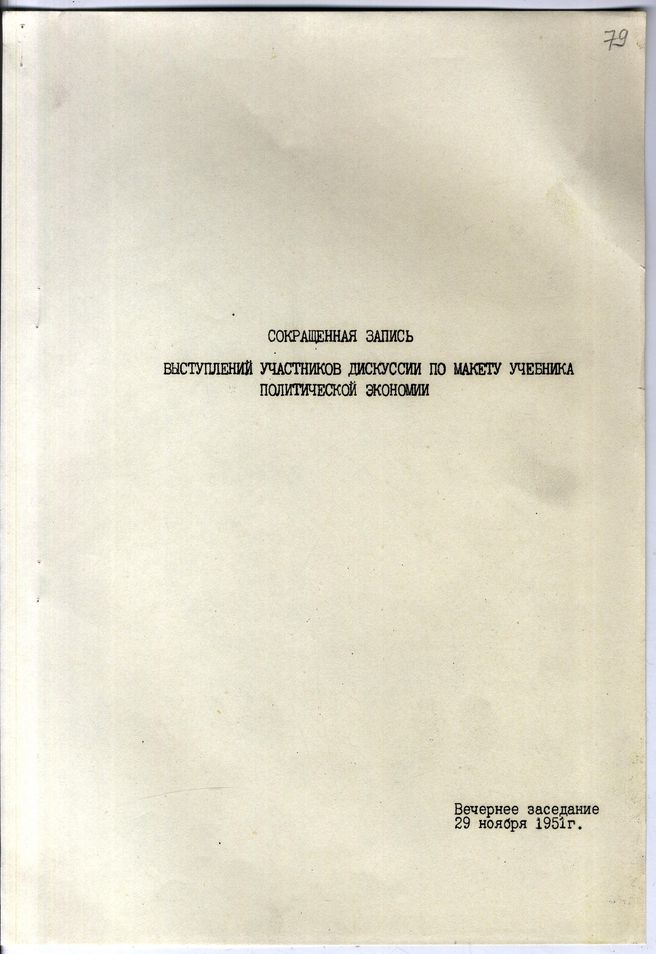 79
СОКРАЩЕННАЯ ЗАПИСЬ
ВЫСТУПЛЕНИЙ УЧАСТНИКОВ ДИСКУССИИ ПО МАКЕТУ УЧЕБНИКА
ПОЛИТИЧЕСКОЙ ЭКОНОМИИ
Вечернее заседание
29 ноября 1951г.